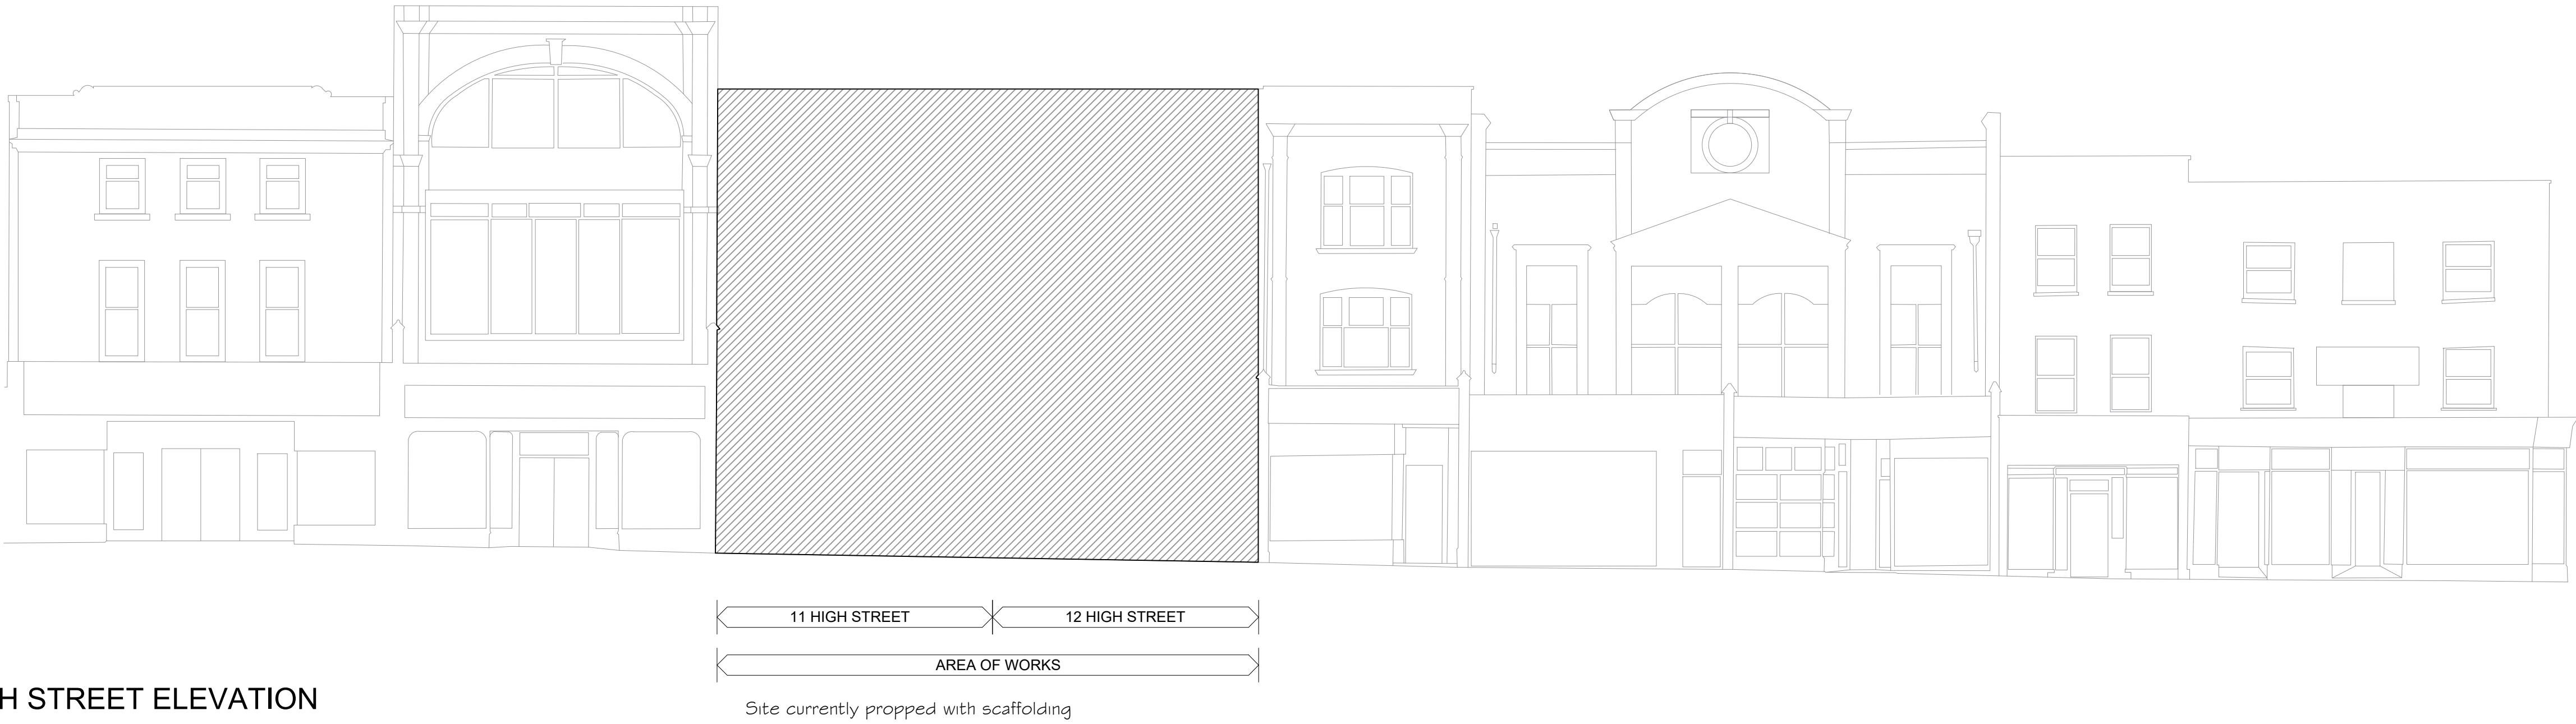 11 HIGH STREET
12 HIGH STREET
AREA OF WORKS
H STREET ELEVATION
Site currently propped with scaffolding